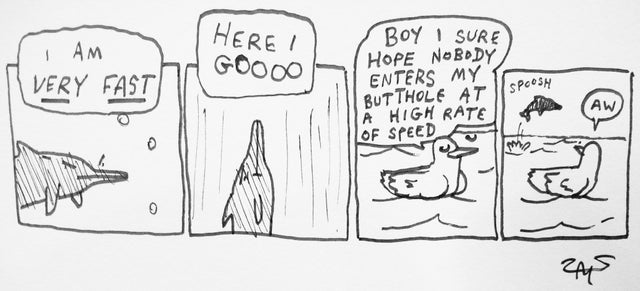 I AM
VERY FAST
HERE I
GOOOO
BOY I SURE
HOPE NOBODY
ENTERS MY
BUTTHOLE AT
A HIGH RATE
OF SPEED
SPOOSH
AW